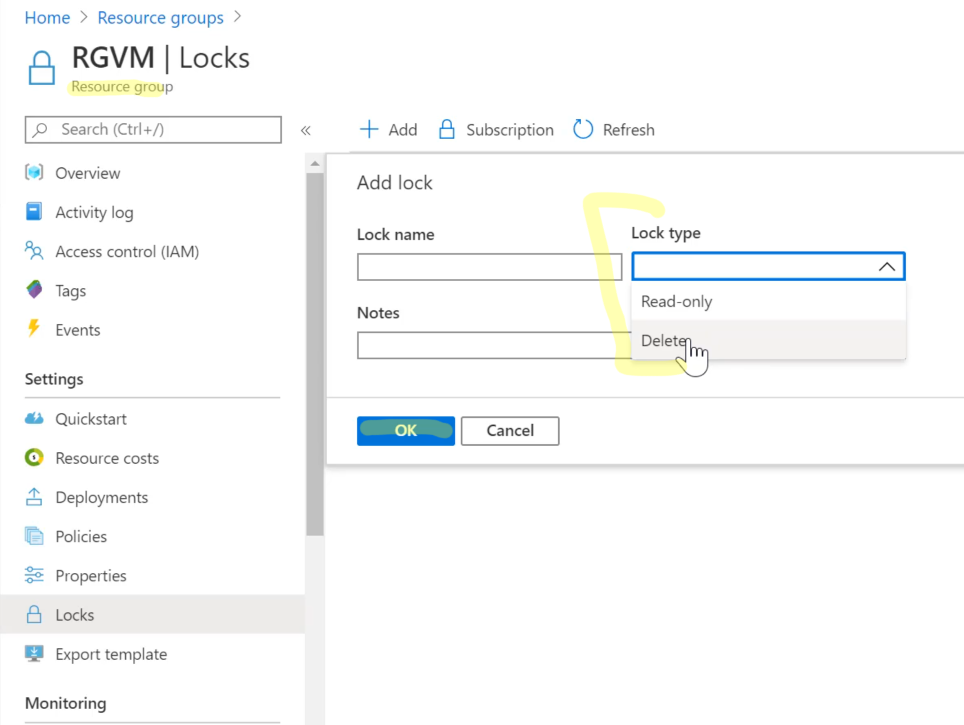 Home > Resource groups >
RGVM | Locks
Resource group
Search (Ctrl+/)
«
Add
Subscription
Refresh
Overview
Activity log
Access control (IAM)
Tags
Events
Settings
Quickstart
Resource costs
Deployments
Policies
Properties
Locks
Export template
Monitoring
Add lock
Lock name
Lock type
Read-only
Delete
Notes
OK
Cancel